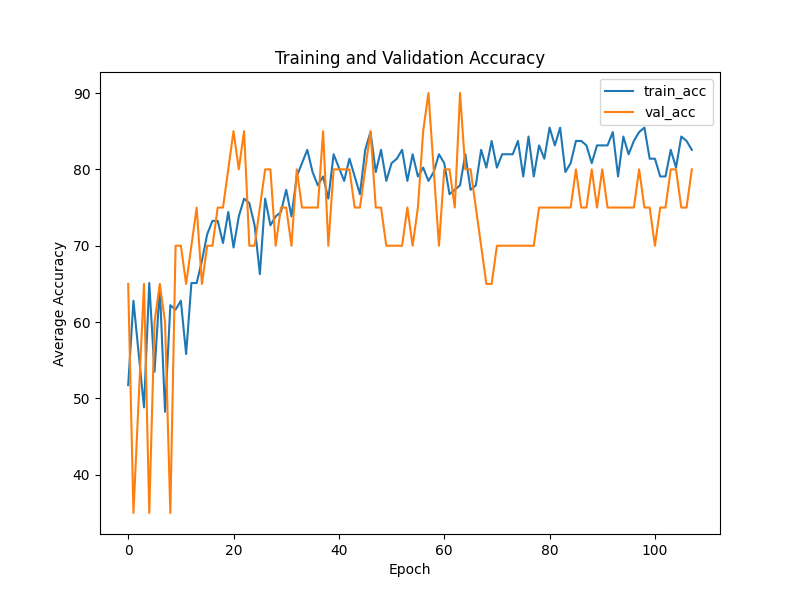 Training and Validation Accuracy
train_acc
val_acc
90
80
70
60
50
40
Average Accuracy
0 20 40 60 80 100
Epoch